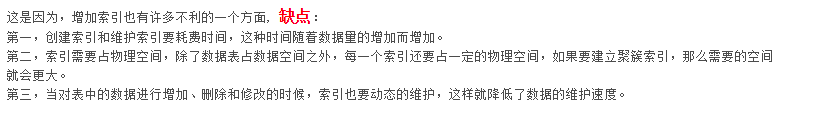 这是因为，增加索引也有许多不利的一个方面，缺点：
第一，创建索引和维护索引要耗费时间，这种时间随着数据量的增加而增加。
第二，索引需要占物理空间，除了数据表占数据空间之外，每一个索引还要占一定的物理空间，如果要建立聚簇索引，那么需要的空间
就会更大。
第三，当对表中的数据进行增加、删除和修改的时候，索引也要动态的维护，这样就降低了数据的维护速度。